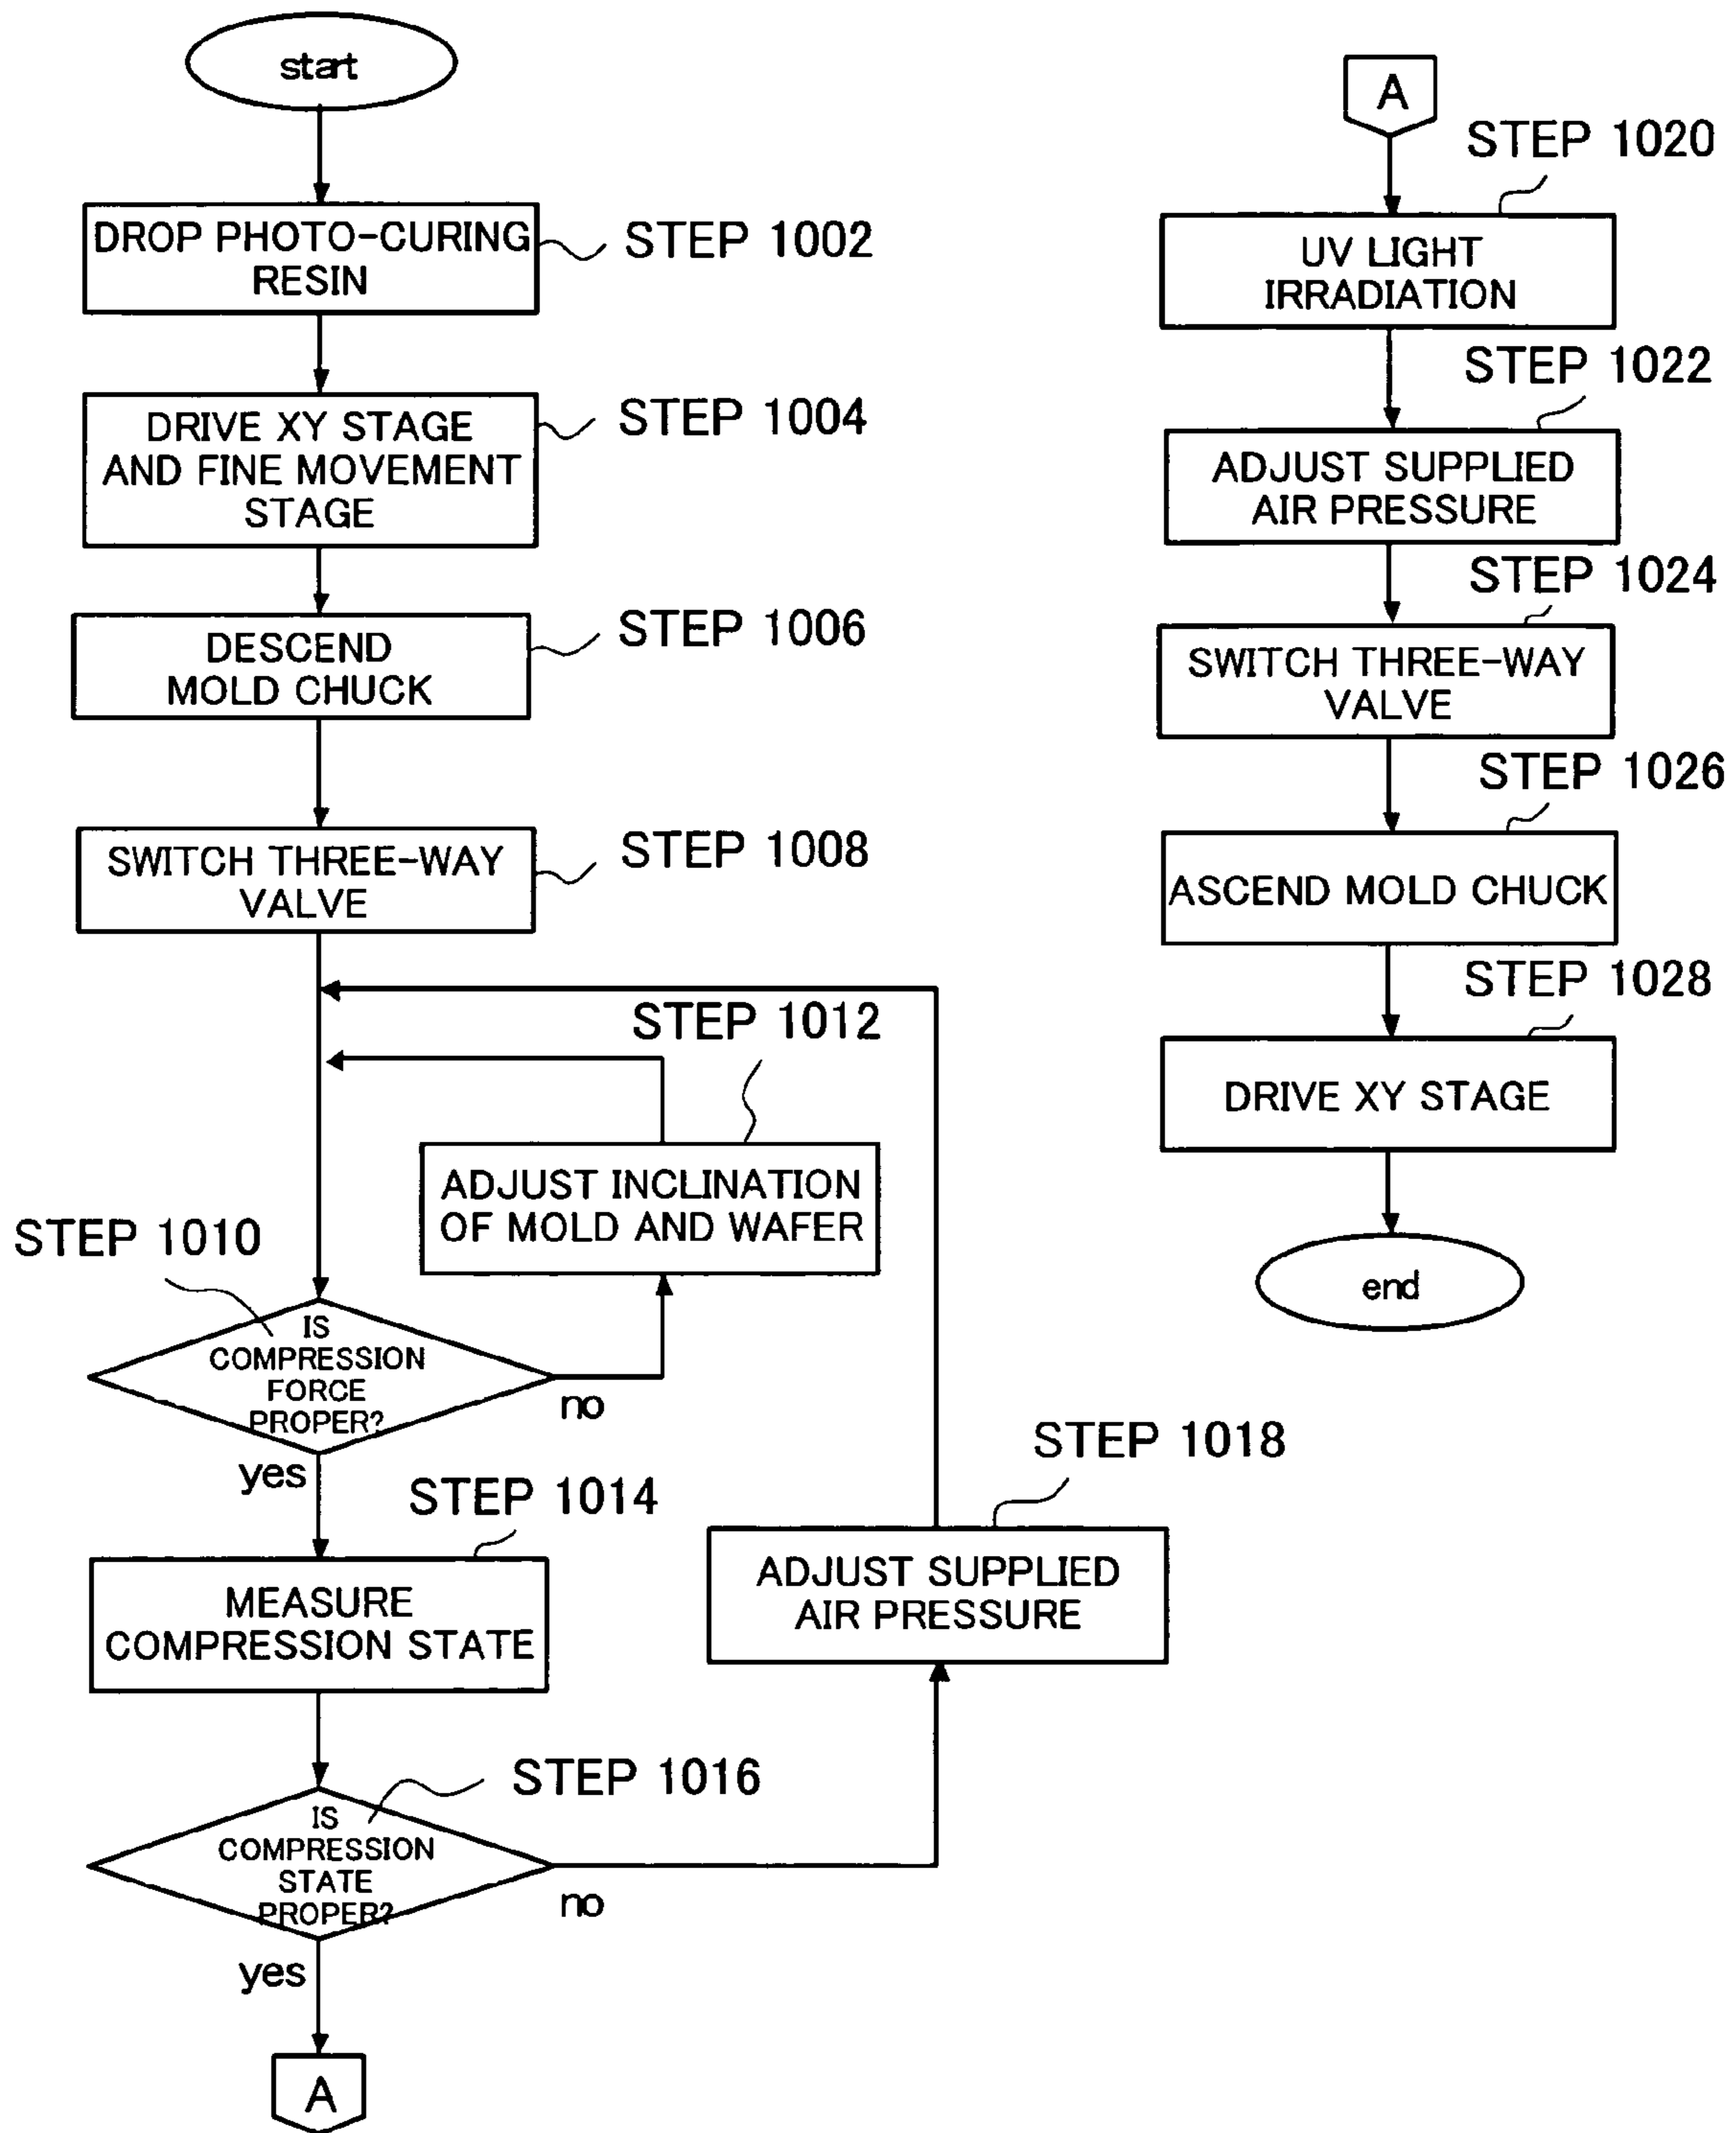 start
DROP PHOTO-CURING
RESIN
STEP 1002
DRIVE XY STAGE
AND FINE MOVEMENT
STAGE
STEP 1004
DESCEND
MOLD CHUCK
STEP 1006
SWITCH THREE-WAY
VALVE
STEP 1008
STEP 1012
ADJUST INCLINATION
OF MOLD AND WAFER
STEP 1010
IS
COMPRESSION
FORCE
PROPER?
no
yes
STEP 1014
MEASURE
COMPRESSION STATE
STEP 1018
ADJUST SUPPLIED
AIR PRESSURE
STEP 1016
IS
COMPRESSION
STATE
PROPER?
no
yes
A
A
STEP 1020
UV LIGHT
IRRADIATION
STEP 1022
ADJUST SUPPLIED
AIR PRESSURE
STEP 1024
SWITCH THREE-WAY
VALVE
STEP 1026
ASCEND MOLD CHUCK
STEP 1028
DRIVE XY STAGE
end